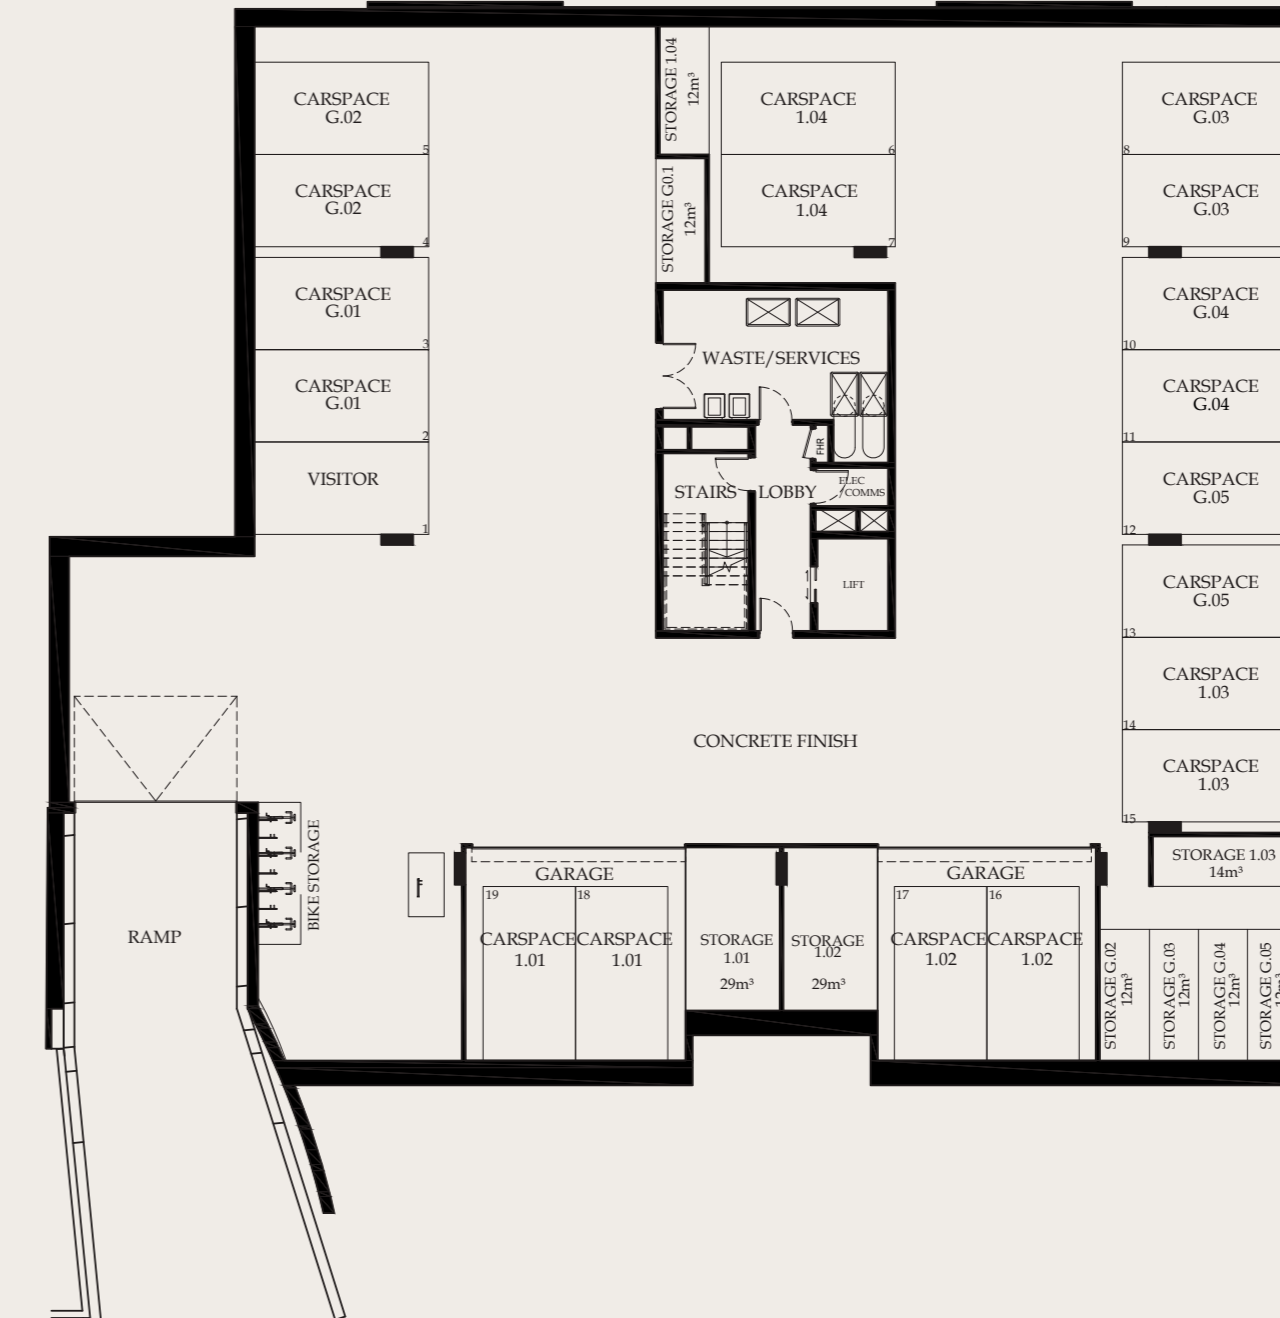 CARSPACE
G.02
5
CARSPACE
G.02
4
CARSPACE
G.01
3
CARSPACE
G.01
2
VISITOR
1
STORAGE 1.04
12m³
STORAGE G0.1
12m³
CARSPACE
1.04
6
CARSPACE
1.04
7
WASTE/SERVICES
FHR
STAIRS
LOBBY
ELEC
/COMMS
LIFT
CARSPACE
G.03
8
CARSPACE
G.03
9
CARSPACE
G.04
10
CARSPACE
G.04
11
CARSPACE
G.05
12
CARSPACE
G.05
13
CARSPACE
1.03
14
CARSPACE
1.03
15
CONCRETE FINISH
RAMP
BIKE STORAGE
GARAGE
19
18
CARSPACE
1.01
CARSPACE
1.01
STORAGE
1.01
29m³
STORAGE
1.02
29m³
GARAGE
17
16
CARSPACE
1.02
CARSPACE
1.02
STORAGE 1.03
14m³
STORAGE G.02
12m³
STORAGE G.03
12m³
STORAGE G.04
12m³
STORAGE G.05